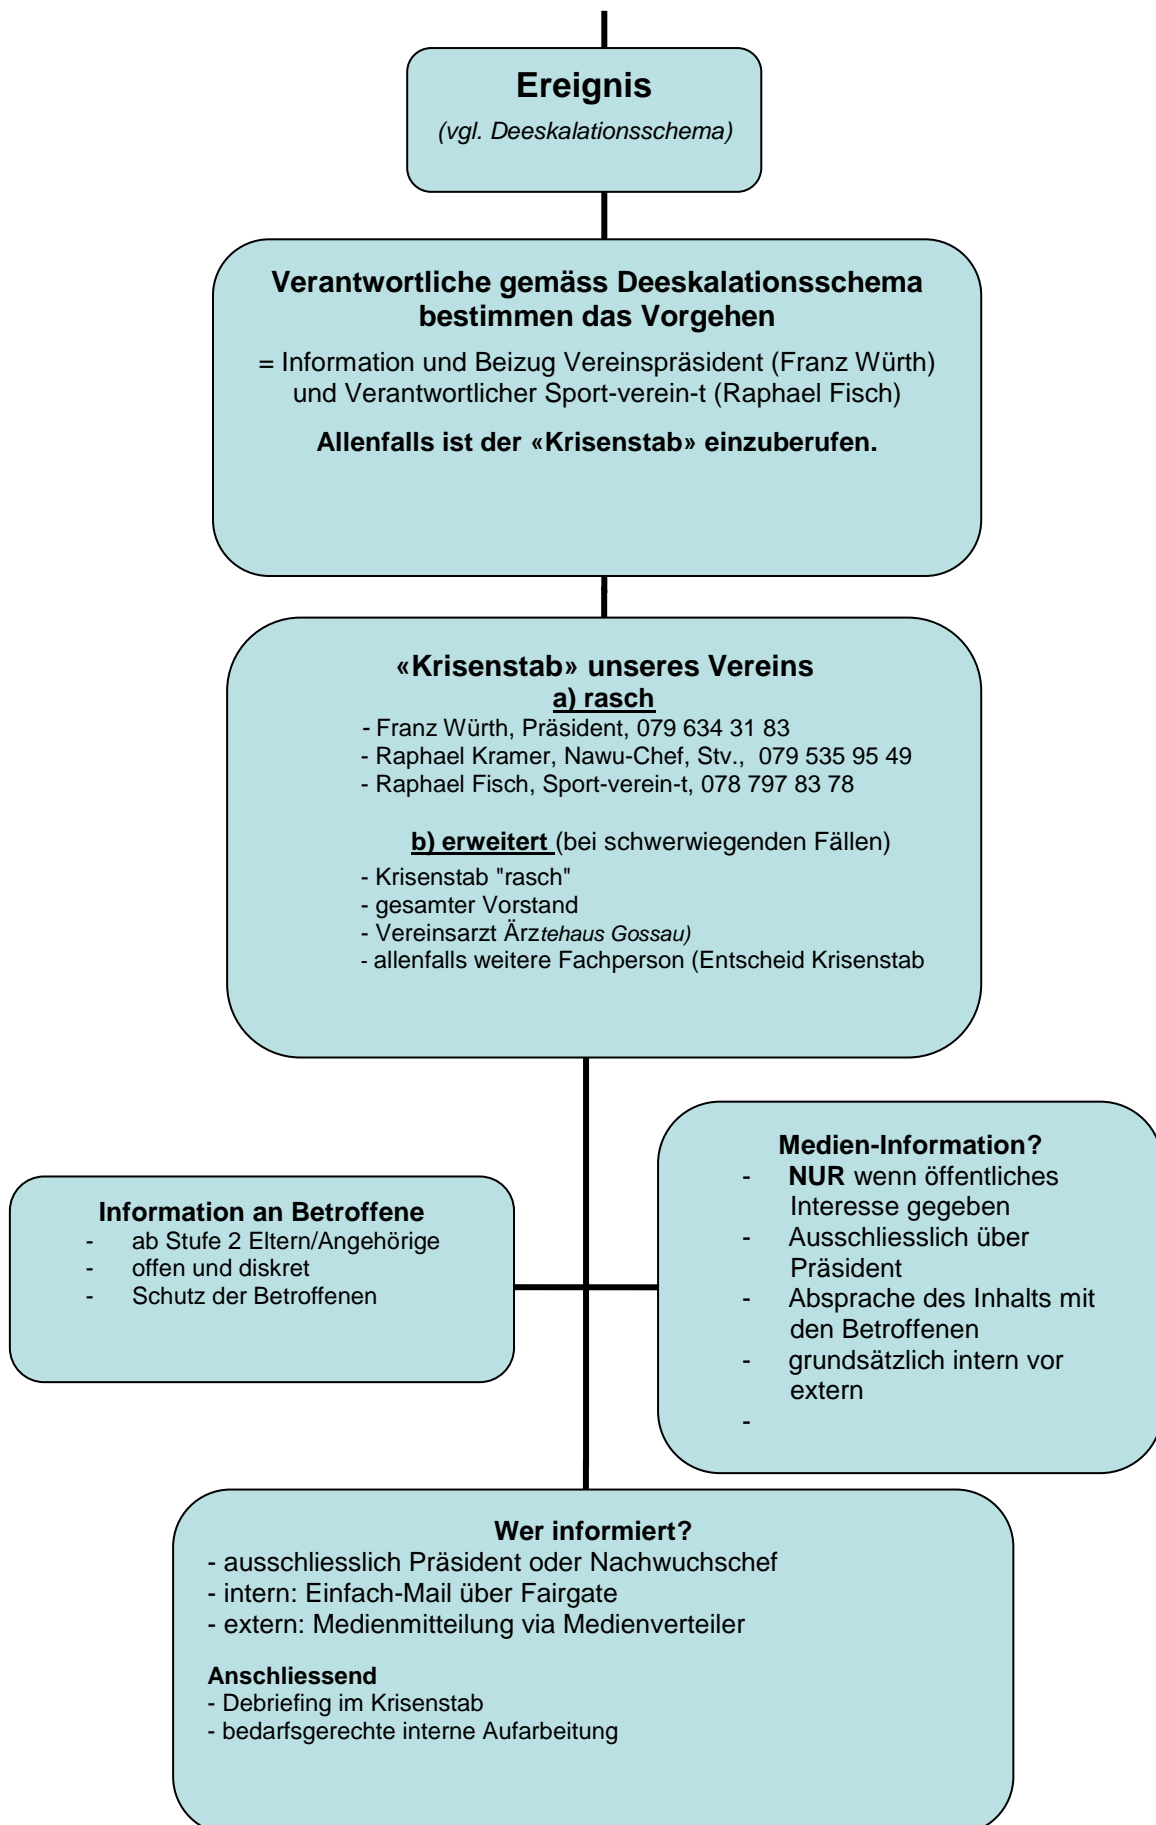 Ereignis
(vgl. Deeskalationsschema)
Verantwortliche gemäss Deeskalationsschema
bestimmen das Vorgehen
= Information und Beizug Vereinspräsident (Franz Würth)
und Verantwortlicher Sport-verein-t (Raphael Fisch)
Allenfalls ist der «Krisenstab» einzuberufen.
«Krisenstab» unseres Vereins
a) rasch
- Franz Würth, Präsident, 079 634 31 83
- Raphael Kramer, Nawu-Chef, Stv., 079 535 95 49
- Raphael Fisch, Sport-verein-t, 078 797 83 78
b) erweitert (bei schwerwiegenden Fällen)
- Krisenstab "rasch"
- gesamter Vorstand
- Vereinsarzt Ärztehaus Gossau)
- allenfalls weitere Fachperson (Entscheid Krisenstab
Information an Betroffene
- ab Stufe 2 Eltern/Angehörige
- offen und diskret
- Schutz der Betroffenen
Medien-Information?
- NUR wenn öffentliches
Interesse gegeben
- Ausschliesslich über
Präsident
- Absprache des Inhalts mit
den Betroffenen
- grundsätzlich intern vor
extern
-
Wer informiert?
- ausschliesslich Präsident oder Nachwuchschef
- intern: Einfach-Mail über Fairgate
- extern: Medienmitteilung via Medienverteiler
Anschliessend
- Debriefing im Krisenstab
- bedarfsgerechte interne Aufarbeitung